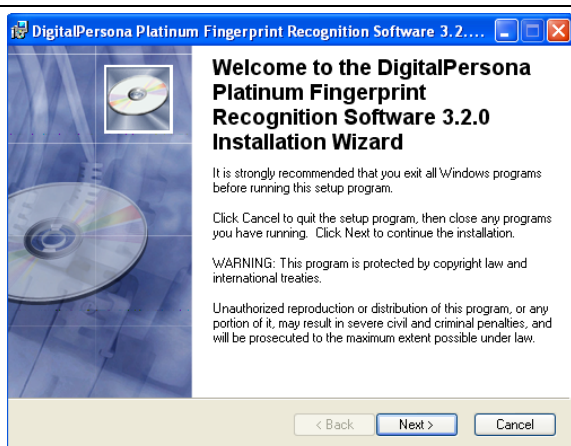 DigitalPersona Platinum Fingerprint Recognition Software 3.2....
Welcome to the DigitalPersona
Platinum Fingerprint
Recognition Software 3.2.0
Installation Wizard
It is strongly recommended that you exit all Windows programs
before running this setup program.
Click Cancel to quit the setup program, then close any programs
you have running. Click Next to continue the installation.
WARNING: This program is protected by copyright law and
international treaties.
Unauthorized reproduction or distribution of this program, or any
portion of it, may result in severe civil and criminal penalties, and
will be prosecuted to the maximum extent possible under law.
< Back Next > Cancel